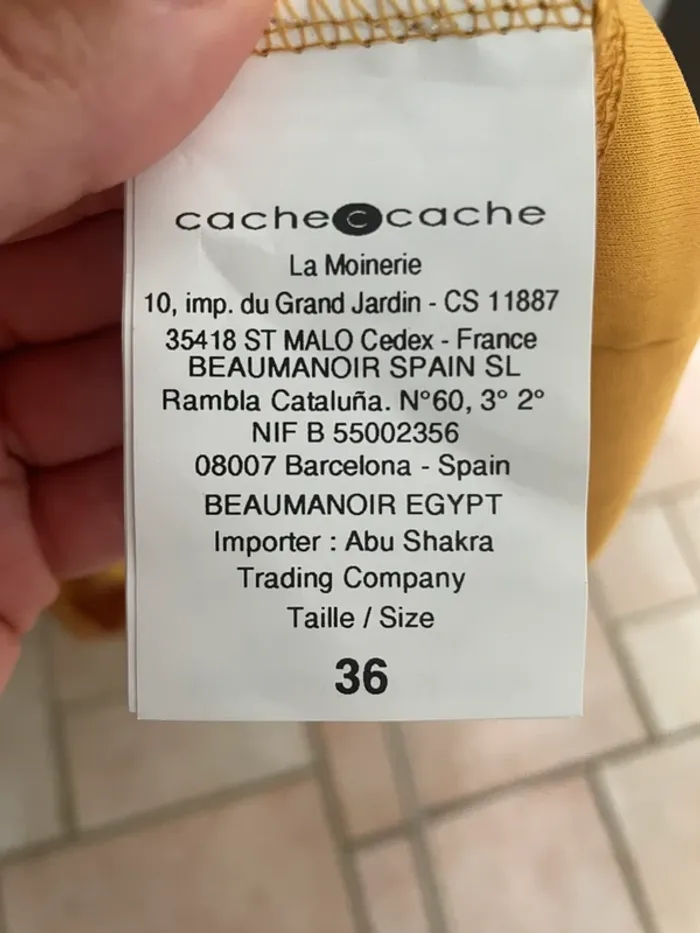 cache c cache
La Moinerie
10, imp. du Grand Jardin - CS 11887
35418 ST MALO Cedex - France
BEAUMANOIR SPAIN SL
Rambla Cataluña. N°60, 3° 2°
NIF B 55002356
08007 Barcelona - Spain
BEAUMANOIR EGYPT
Importer : Abu Shakra
Trading Company
Taille / Size
36